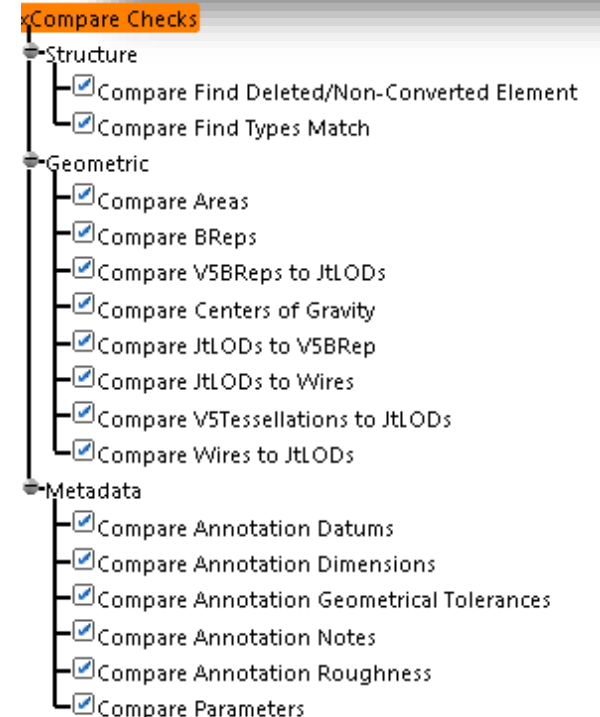 Compare Checks
Structure
Compare Find Deleted/Non-Converted Element
Compare Find Types Match
Geometric
Compare Areas
Compare BReps
Compare V5BReps to JtLODs
Compare Centers of Gravity
Compare JtLODs to V5BRep
Compare JtLODs to Wires
Compare V5Tessellations to JtLODs
Compare Wires to JtLODs
Metadata
Compare Annotation Datums
Compare Annotation Dimensions
Compare Annotation Geometrical Tolerances
Compare Annotation Notes
Compare Annotation Roughness
Compare Parameters